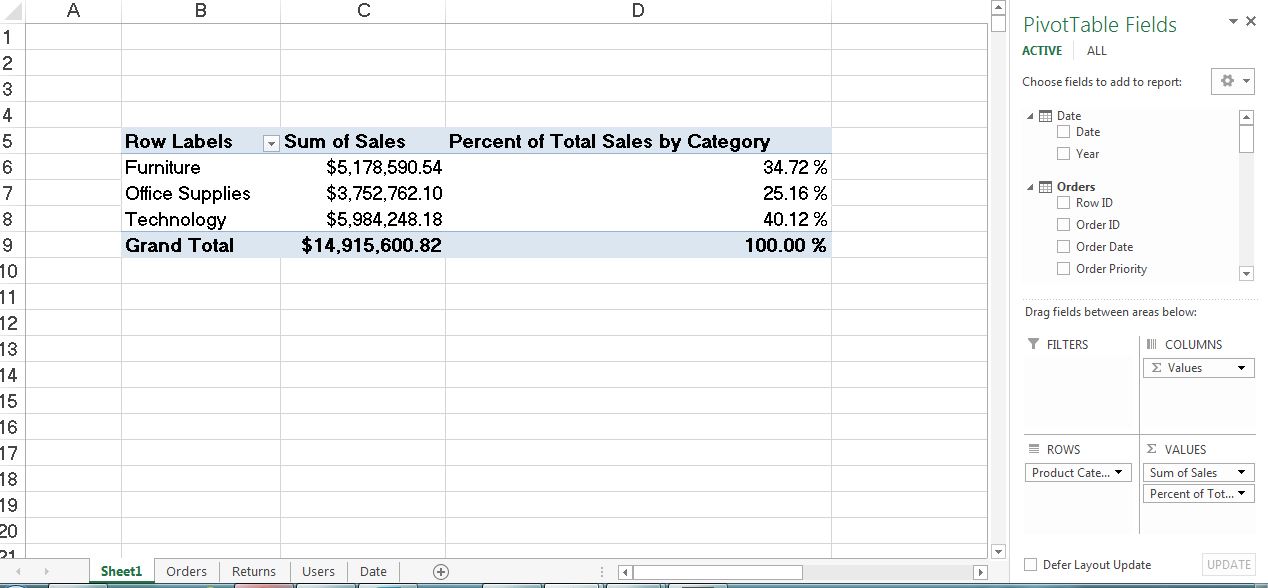 A B C D
PivotTable Fields
ACTIVE ALL
Choose fields to add to report:
1
2
3
4
5 Row Labels Sum of Sales Percent of Total Sales by Category
6 Furniture $5,178,590.54 34.72 %
7 Office Supplies $3,752,762.10 25.16 %
8 Technology $5,984,248.18 40.12 %
9 Grand Total $14,915,600.82 100.00 %
10
11
12
13
14
15
16
17
18
19
20
21
Date
Date
Year
Orders
Row ID
Order ID
Order Date
Order Priority
Drag fields between areas below:
FILTERS
COLUMNS
Σ Values
ROWS
Product Cate...
Σ VALUES
Sum of Sales
Percent of Tot...
Defer Layout Update UPDATE
Sheet1 Orders Returns Users Date